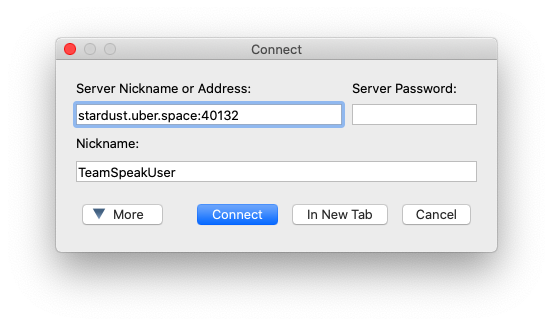 Connect
Server Nickname or Address: Server Password:
stardust.uber.space:40132
Nickname:
TeamSpeakUser
More Connect In New Tab Cancel